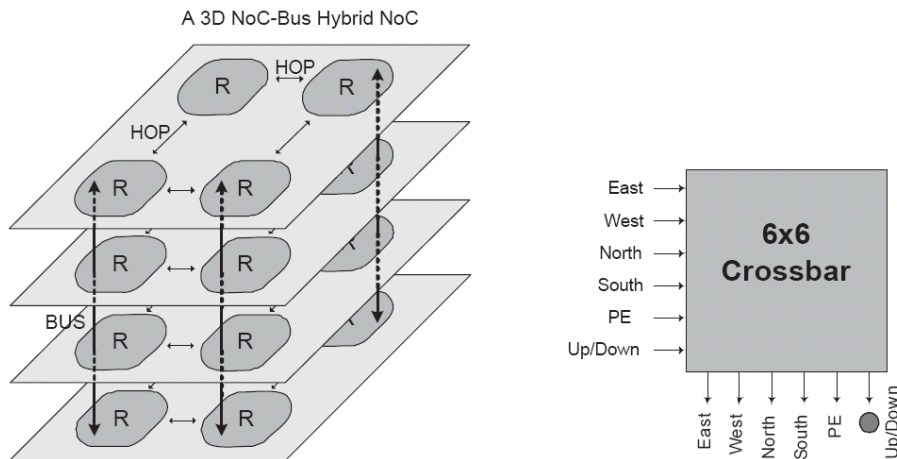 A 3D NoC-Bus Hybrid NoC
R
HOP
R
HOP
R
R
R
R
R
BUS
R
R
R
R
R
R
East
West
North
South
PE
Up/Down
6x6
Crossbar
East
West
North
South
PE
Up/Down